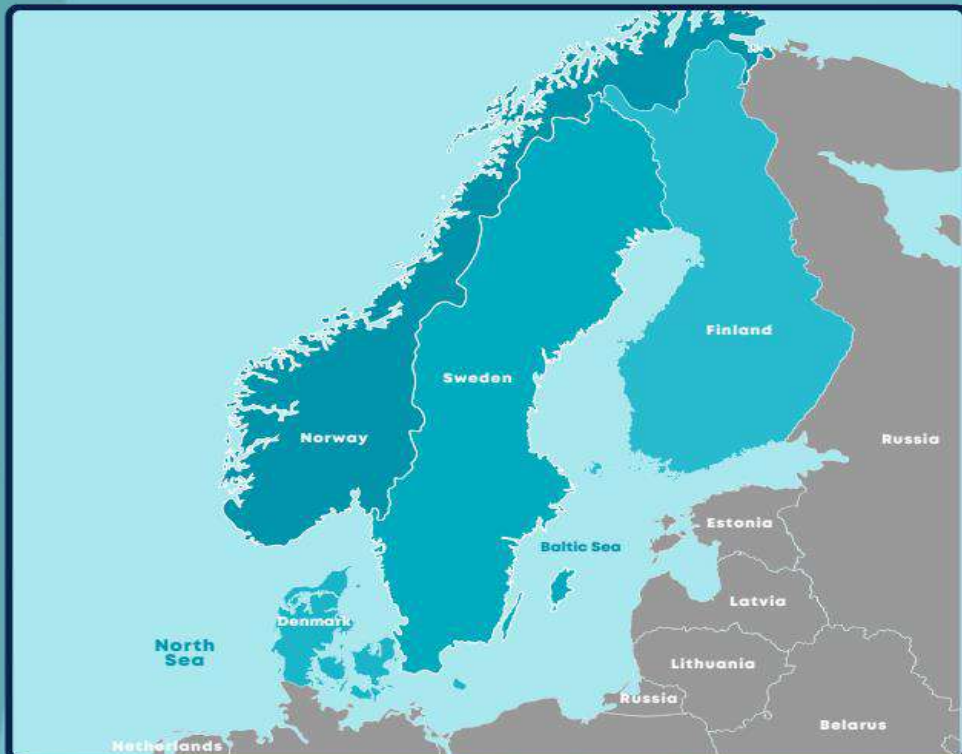 Finland
Sweden
Norway
Russia
Estonia
Baltic Sea
Latvia
Denmark
North
Sea
Lithuania
Russia
Belarus
Netherlands